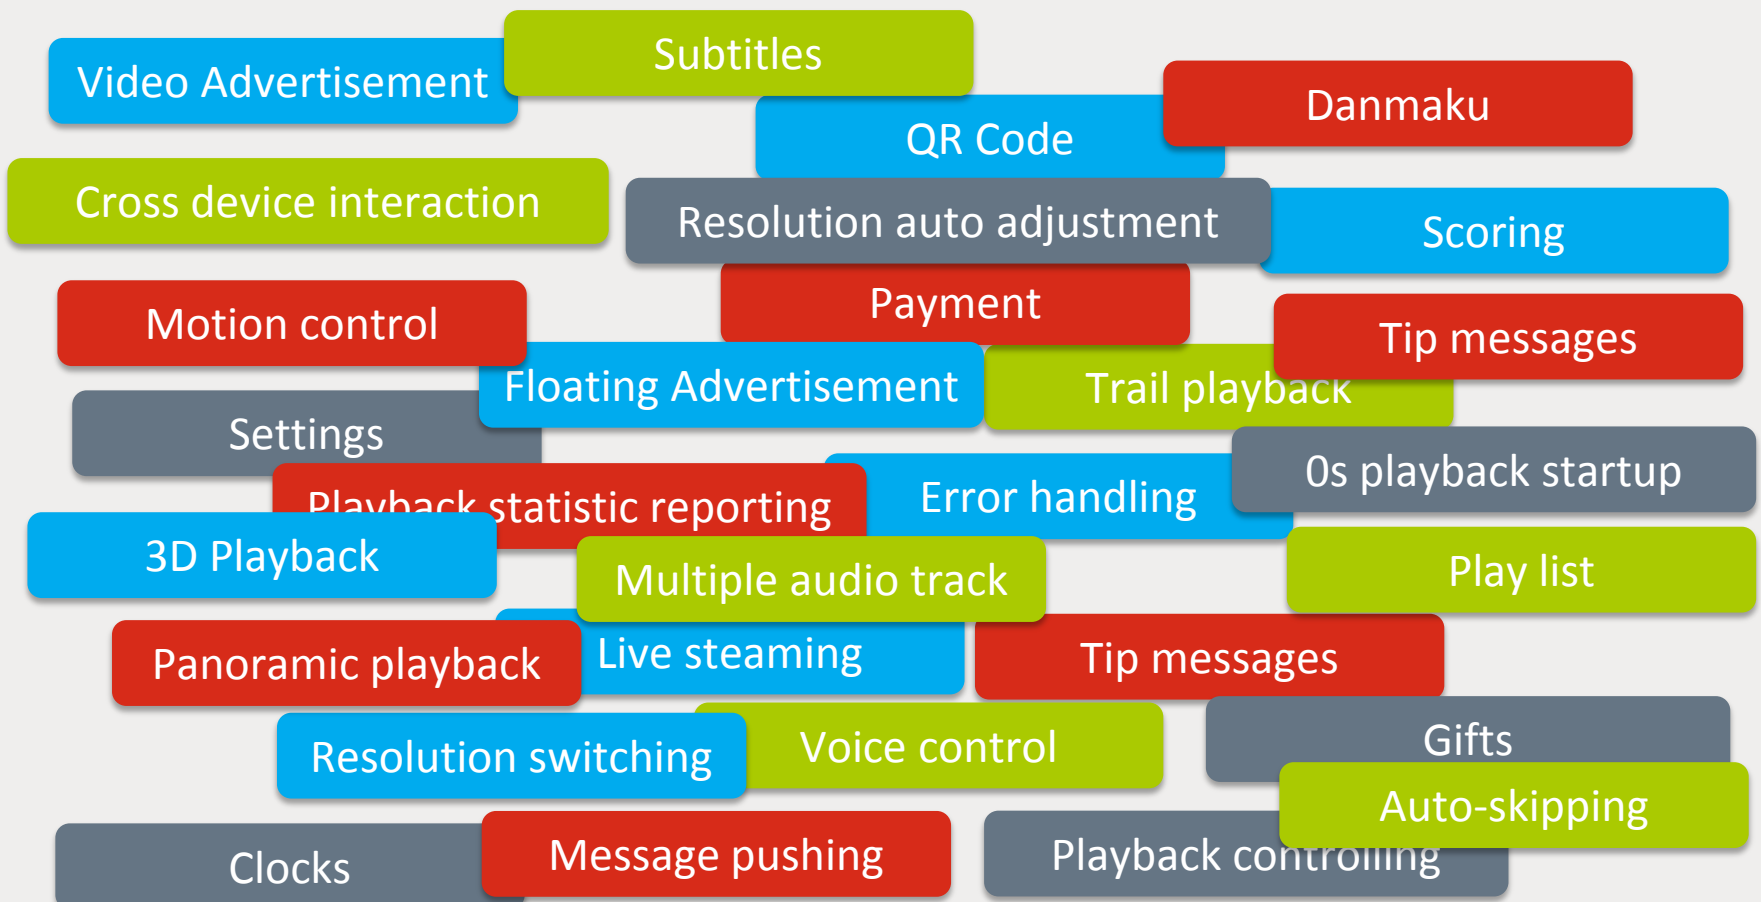 Subtitles
Video Advertisement
Danmaku
QR Code
Cross device interaction
Resolution auto adjustment
Scoring
Payment
Motion control
Tip messages
Floating Advertisement
Trail playback
Settings
0s playback startup
Error handling
Playback statistic reporting
3D Playback
Play list
Multiple audio track
Live steaming
Tip messages
Panoramic playback
Gifts
Voice control
Resolution switching
Auto-skipping
Message pushing
Playback controlling
Clocks